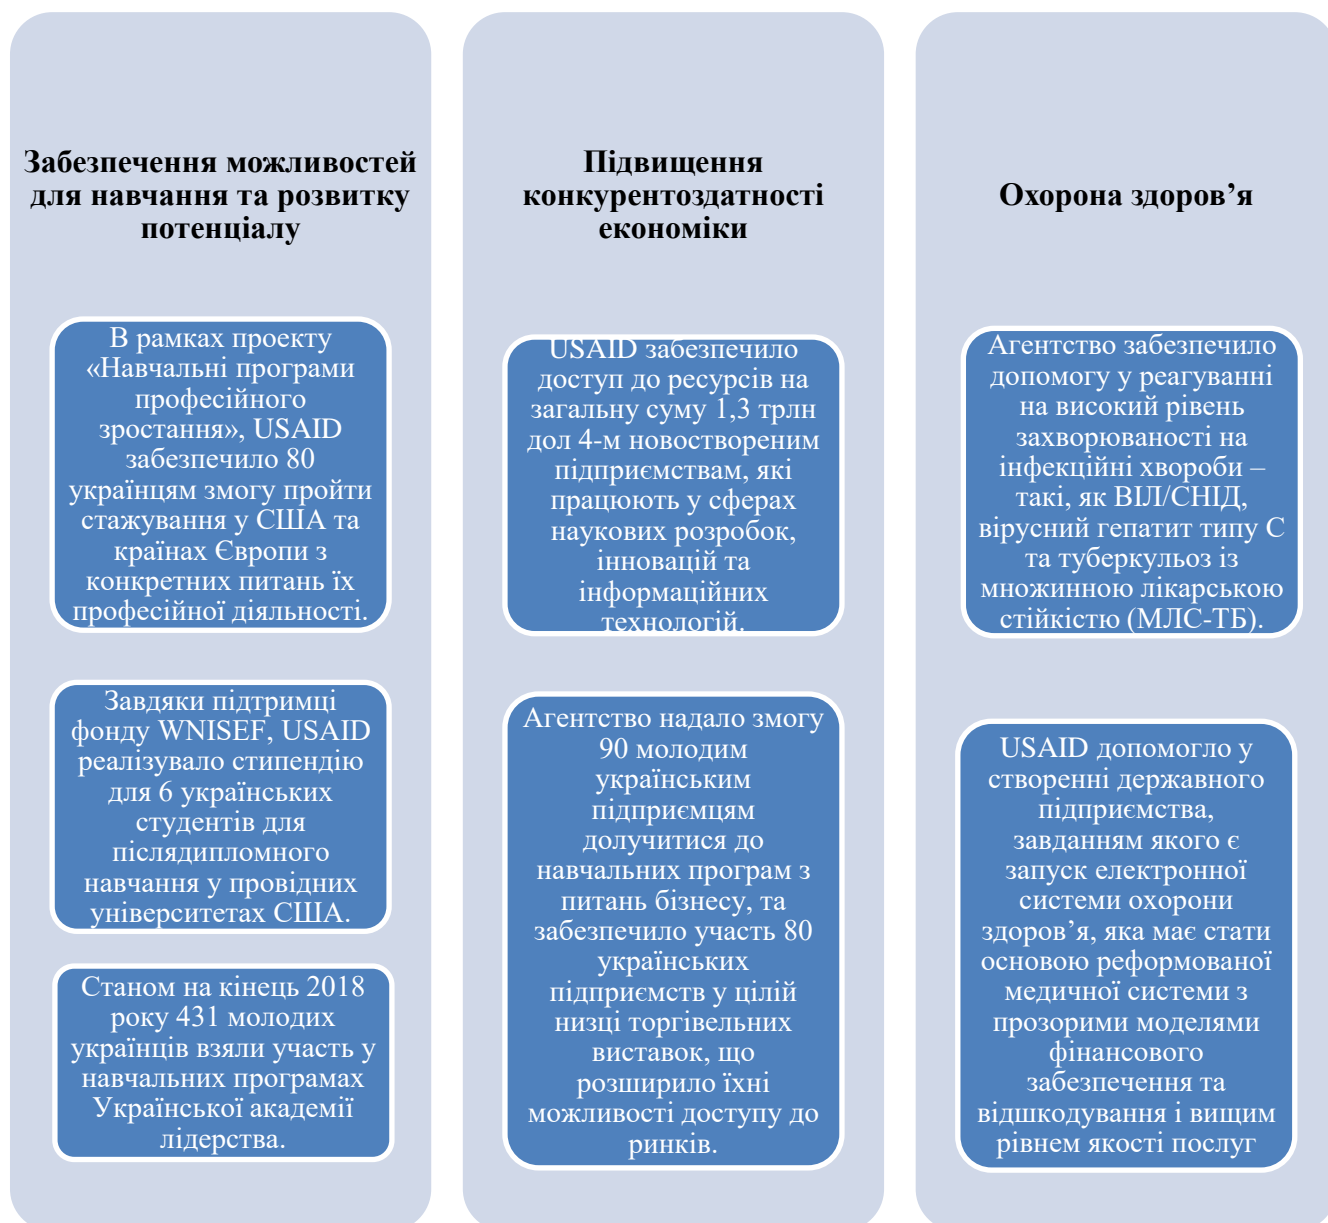 Забезпечення можливостей
для навчання та розвитку
потенціалу
В рамках проекту
«Навчальні програми
професійного
зростання», USAID
забезпечило 80
українцям змогу пройти
стажування у США та
країнах Європи з
конкретних питань їх
професійної діяльності.
Завдяки підтримці
фонду WNISEF, USAID
реалізувало стипендію
для 6 українських
студентів для
післядипломного
навчання у провідних
університетах США.
Станом на кінець 2018
року 431 молодих
українців взяли участь у
навчальних програмах
Української академії
лідерства.
Підвищення
конкурентоздатності
економіки
USAID забезпечило
доступ до ресурсів на
загальну суму 1,3 трлн
дол 4-м новоствореним
підприємствам, які
працюють у сферах
наукових розробок,
інновацій та
інформаційних
технологій.
Агентство надало змогу
90 молодим
українським
підприємцям
долучитися до
навчальних програм з
питань бізнесу, та
забезпечило участь 80
українських
підприємств у цілій
низці торгівельних
виставок, що
розширило їхні
можливості доступу до
ринків.
Охорона здоров’я
Агентство забезпечило
допомогу у реагуванні
на високий рівень
захворюваності на
інфекційні хвороби –
такі, як ВІЛ/СНІД,
вірусний гепатит типу С
та туберкульоз із
множинною лікарською
стійкістю (МЛС-ТБ).
USAID допомогло у
створенні державного
підприємства,
завданням якого є
запуск електронної
системи охорони
здоров’я, яка має стати
основою реформованої
медичної системи з
прозорими моделями
фінансового
забезпечення та
відшкодування і вищим
рівнем якості послуг